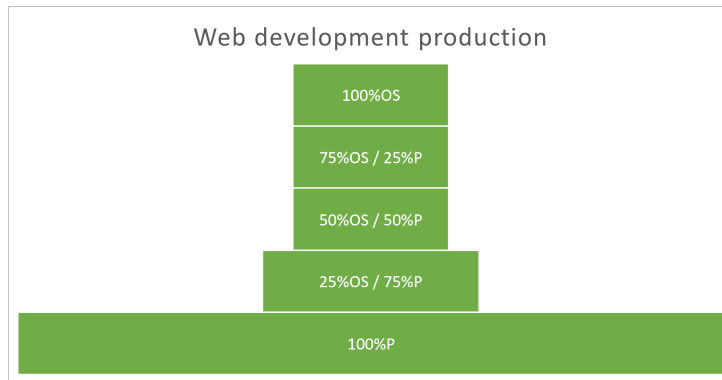 Web development production
100%OS
75%OS / 25%P
50%OS / 50%P
25%OS / 75%P
100%P